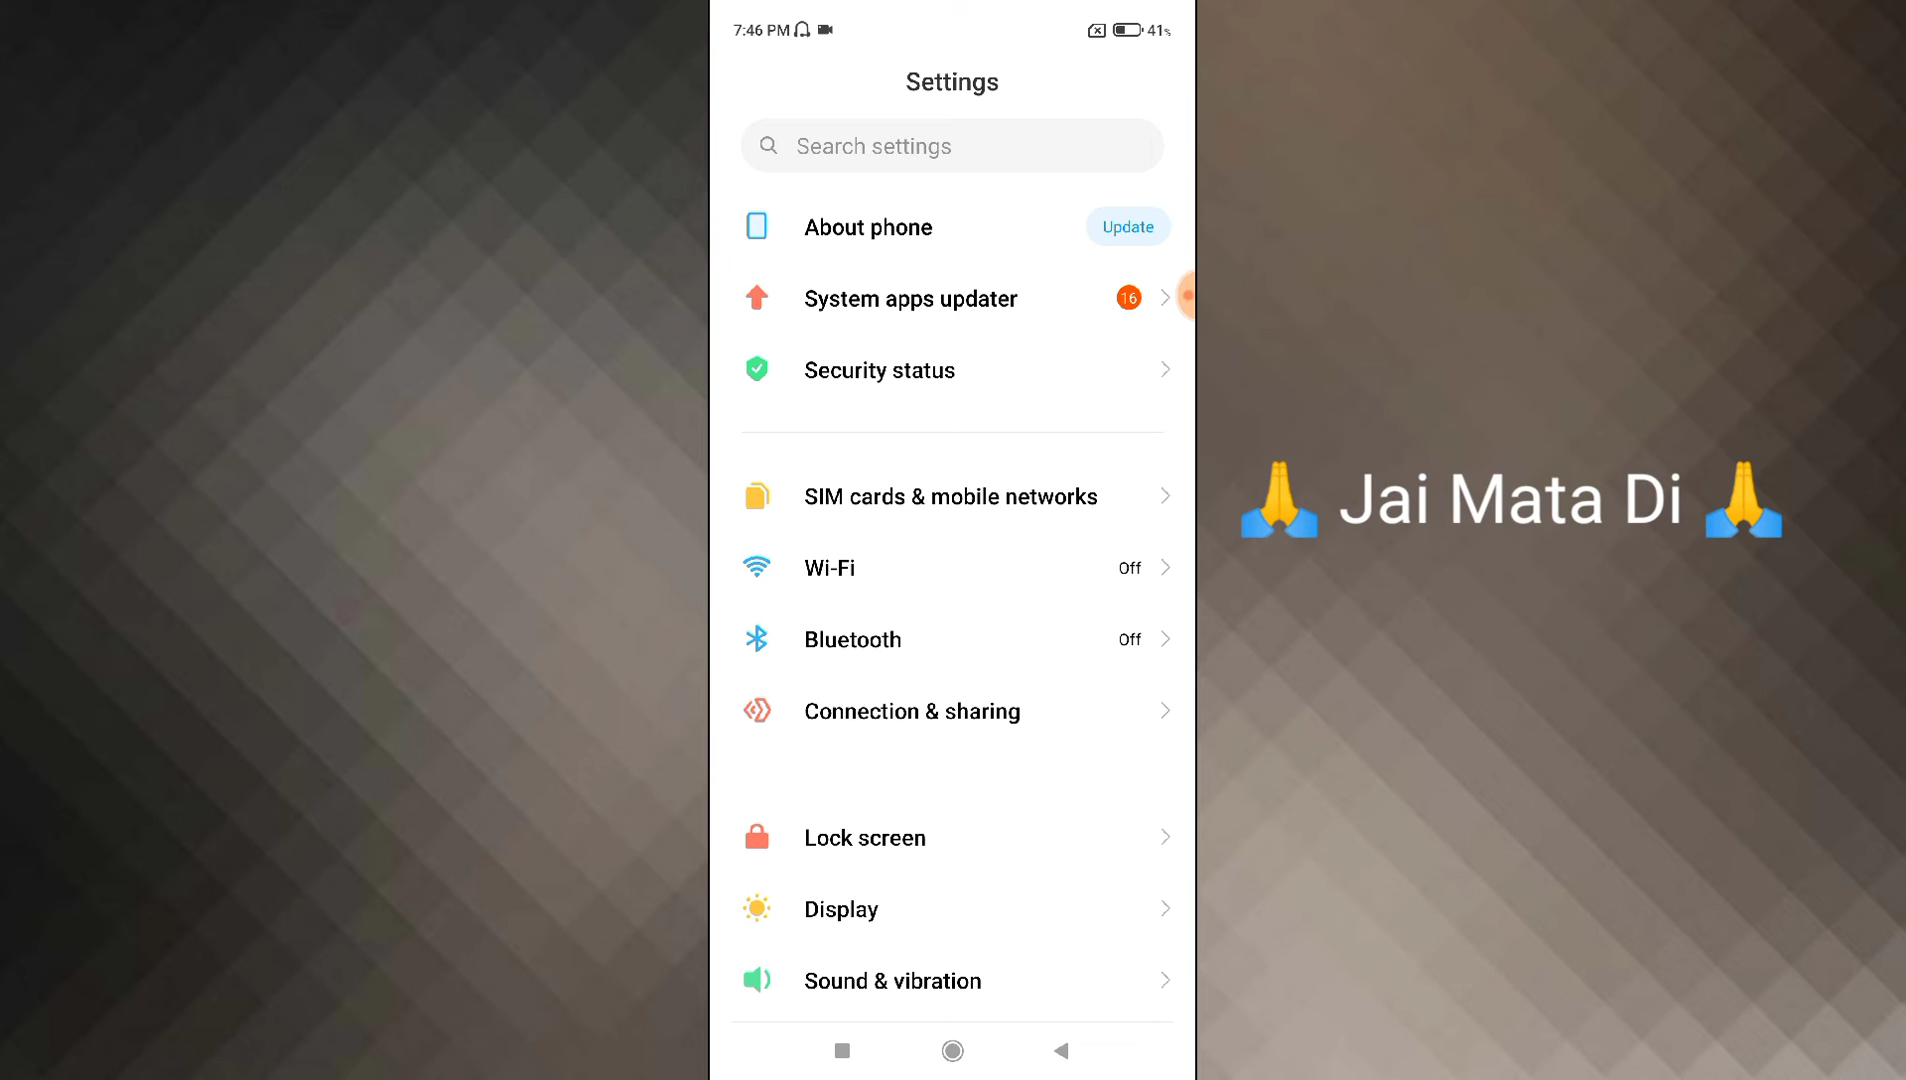 7:46 PM
41%
Settings
Search settings
About phone
Update
System apps updater
16
Security status
SIM cards & mobile networks
Wi-Fi
Off
Bluetooth
Off
Connection & sharing
Lock screen
Display
Sound & vibration
🙏 Jai Mata Di 🙏